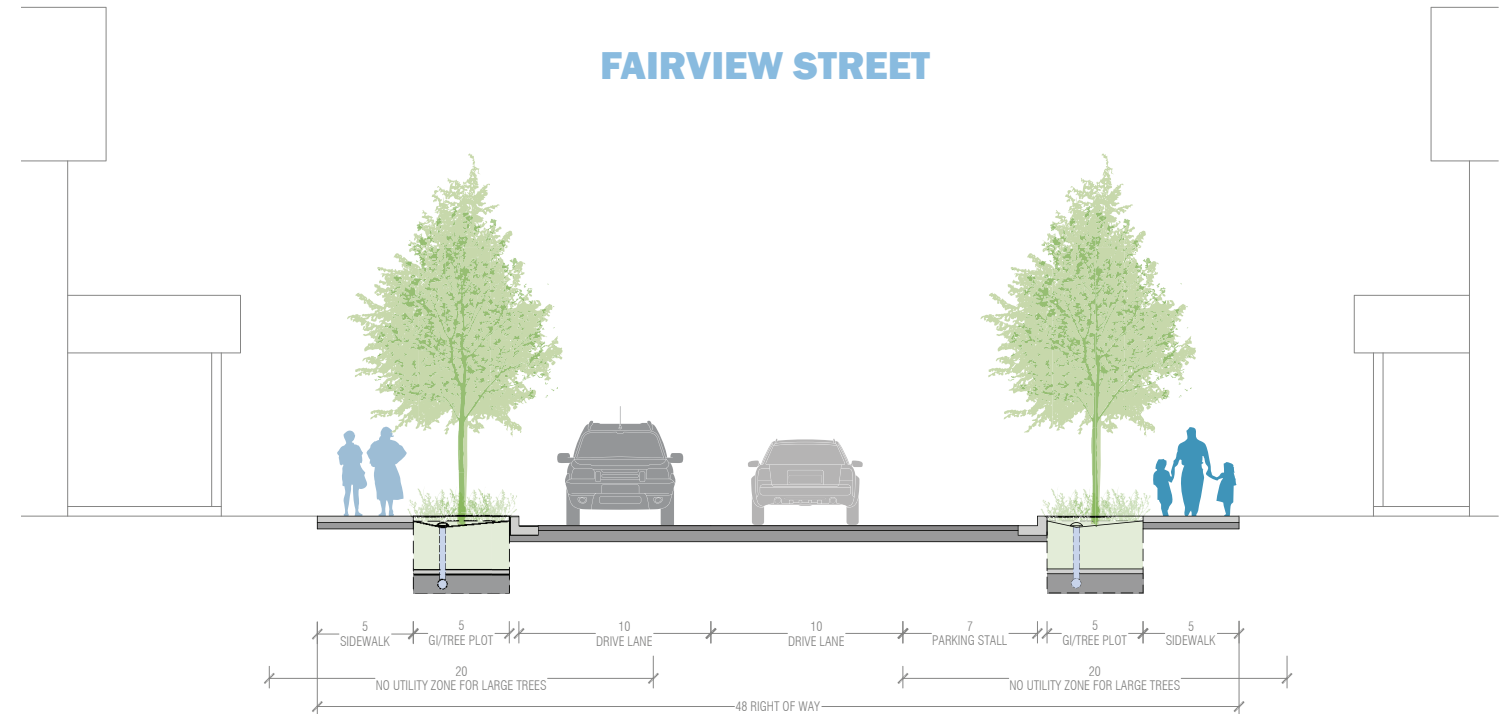 FAIRVIEW STREET
5 5 10 10 7 5 5
SIDEWALK GI/TREE PLOT DRIVE LANE DRIVE LANE PARKING STALL GI/TREE PLOT SIDEWALK
20 20
NO UTILITY ZONE FOR LARGE TREES NO UTILITY ZONE FOR LARGE TREES
48 RIGHT OF WAY